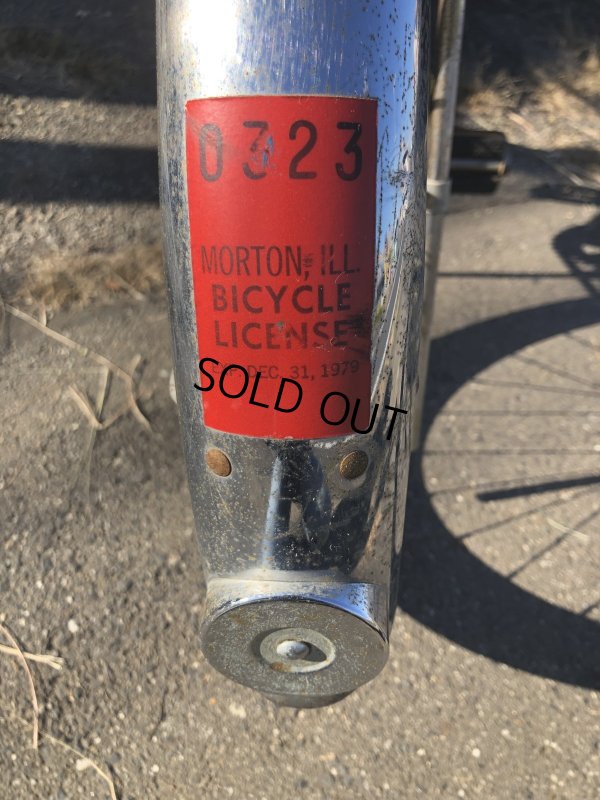 0323
MORTON, ILL.
BICYCLE
LICENSE
DEC. 31, 1979
SOLD OUT